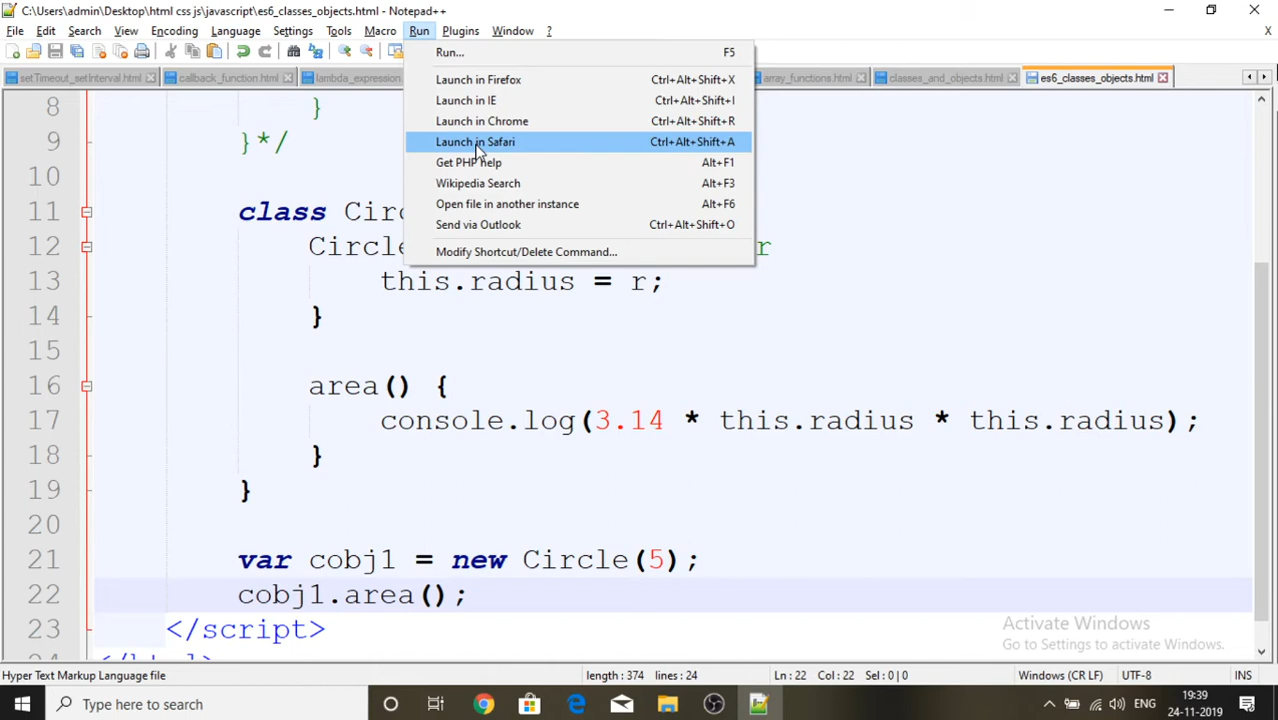 C:\Users\admin\Desktop\html css js\javascript\es6_classes_objects.html - Notepad++
File Edit Search View Encoding Language Settings Tools Macro Run Plugins Window ?
setTimeout_setInterval.html callback_function.html lambda_expression. array_functions.html classes_and_objects.html es6_classes_objects.html
Run... F5
Launch in Firefox Ctrl+Alt+Shift+X
Launch in IE Ctrl+Alt+Shift+I
Launch in Chrome Ctrl+Alt+Shift+R
Launch in Safari Ctrl+Alt+Shift+A
Get PHP help Alt+F1
Wikipedia Search Alt+F3
Open file in another instance Alt+F6
Send via Outlook Ctrl+Alt+Shift+O
Modify Shortcut/Delete Command...
8 }
9 }*/
10
11 class Circ
12 Circle r
13 this.radius = r;
14 }
15
16 area() {
17 console.log(3.14 * this.radius * this.radius);
18 }
19 }
20
21 var cobj1 = new Circle(5);
22 cobj1.area();
23 </script>
24 </html>
Activate Windows
Go to Settings to activate Windows.
Hyper Text Markup Language file length : 374 lines : 24 Ln : 22 Col : 22 Sel : 0 | 0 Windows (CR LF) UTF-8 INS
Type here to search
ENG
19:39
24-11-2019